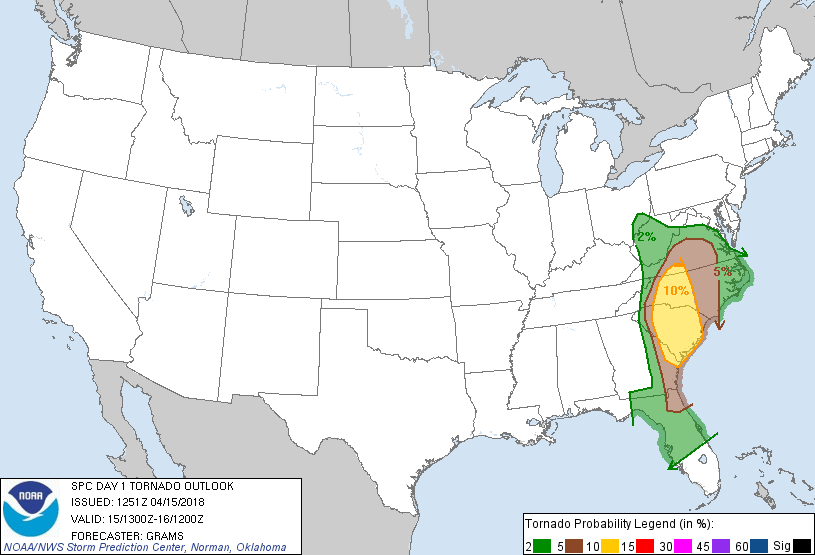 2%
5%
10%
NOAA
SPC DAY 1 TORNADO OUTLOOK
ISSUED: 1251Z 04/15/2018
VALID: 15/1300Z-16/1200Z
FORECASTER: GRAMS
NOAA/NWS Storm Prediction Center, Norman, Oklahoma
Tornado Probability Legend (in %):
2 5 10 15 30 45 60 Sig